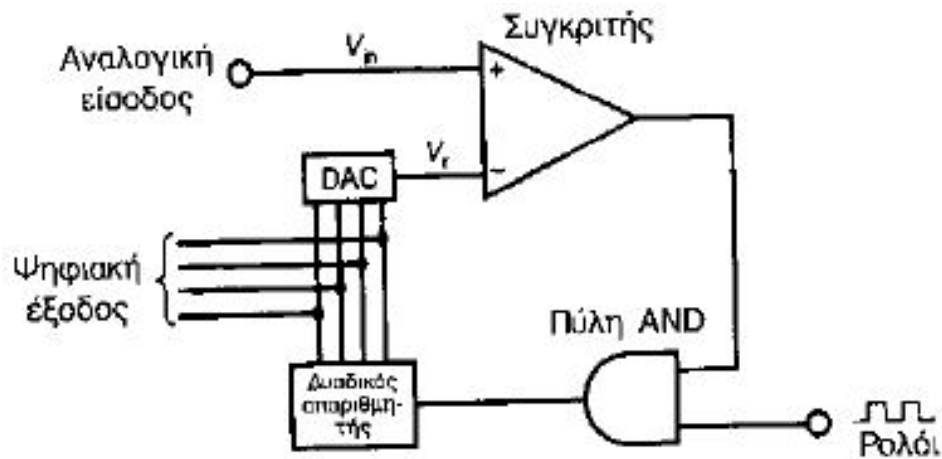 Συγκριτής
Αναλογική
είσοδος
Vin
+
DAC
Vr
−
Ψηφιακή
έξοδος
Πύλη AND
Δυαδικός
απαριθμη-
τής
Ρολόι